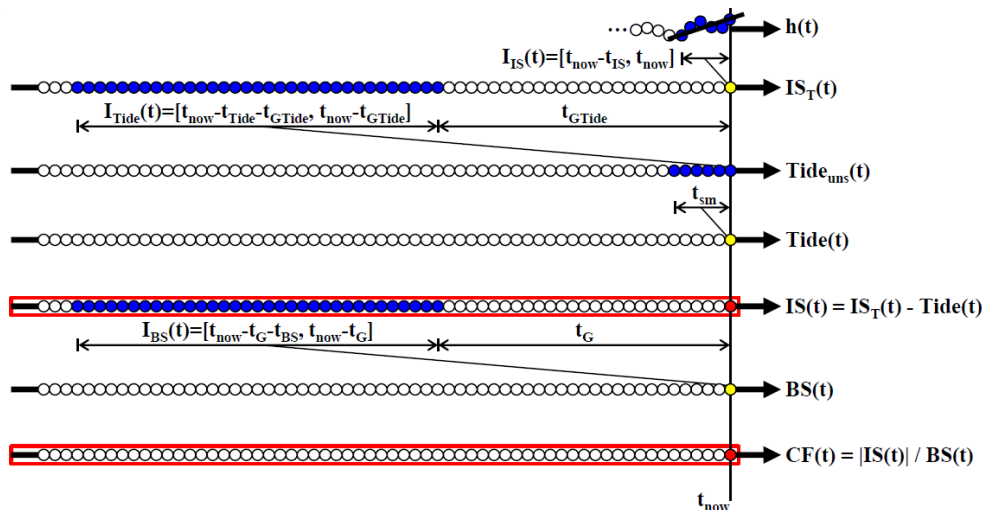 ... h(t)
I_IS(t)=[t_now-t_IS, t_now]
IS_T(t)
I_Tide(t)=[t_now-t_Tide-t_GTide, t_now-t_GTide] t_GTide
Tide_uns(t)
t_sm
Tide(t)
IS(t) = IS_T(t) - Tide(t)
I_BS(t)=[t_now-t_G-t_BS, t_now-t_G] t_G
BS(t)
CF(t) = |IS(t)| / BS(t)
t_now